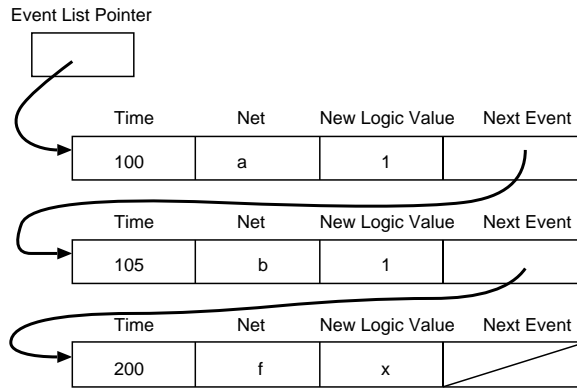 Event List Pointer
Time Net New Logic Value Next Event
100 a 1
Time Net New Logic Value Next Event
105 b 1
Time Net New Logic Value Next Event
200 f x